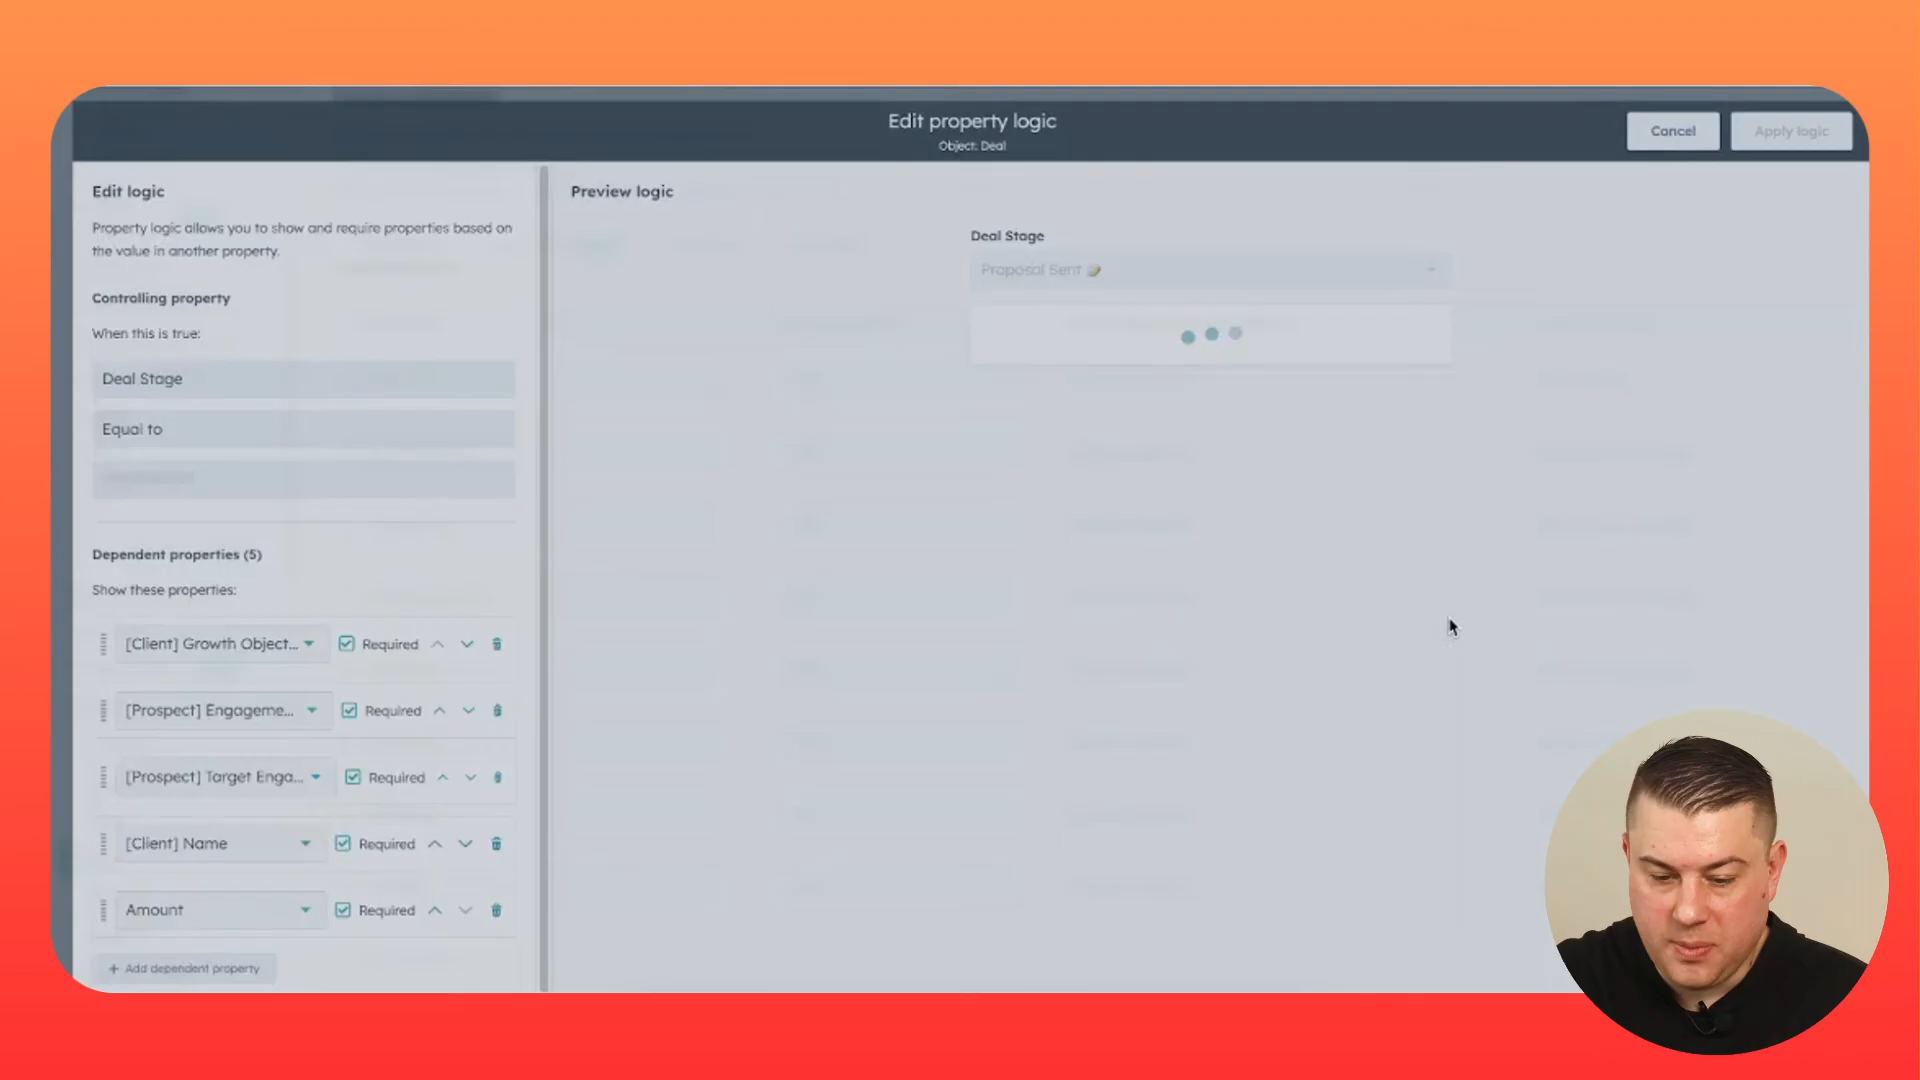 Edit property logic
Object: Deal
Cancel
Apply logic
Edit logic
Property logic allows you to show and require properties based on
the value in another property.
Controlling property
When this is true:
Deal Stage
Equal to
Dependent properties (5)
Show these properties:
[Client] Growth Object... Required
[Prospect] Engageme... Required
[Prospect] Target Enga... Required
[Client] Name Required
Amount Required
+ Add dependent property
Preview logic
Deal Stage
Proposal Sent